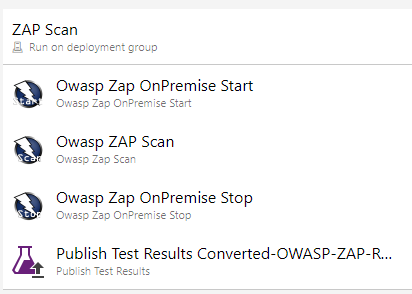 ZAP Scan
Run on deployment group
Start
Owasp Zap OnPremise Start
Owasp Zap OnPremise Start
Scan
Owasp ZAP Scan
Owasp Zap Scan
Stop
Owasp Zap OnPremise Stop
Owasp Zap OnPremise Stop
Publish Test Results Converted-OWASP-ZAP-R...
Publish Test Results